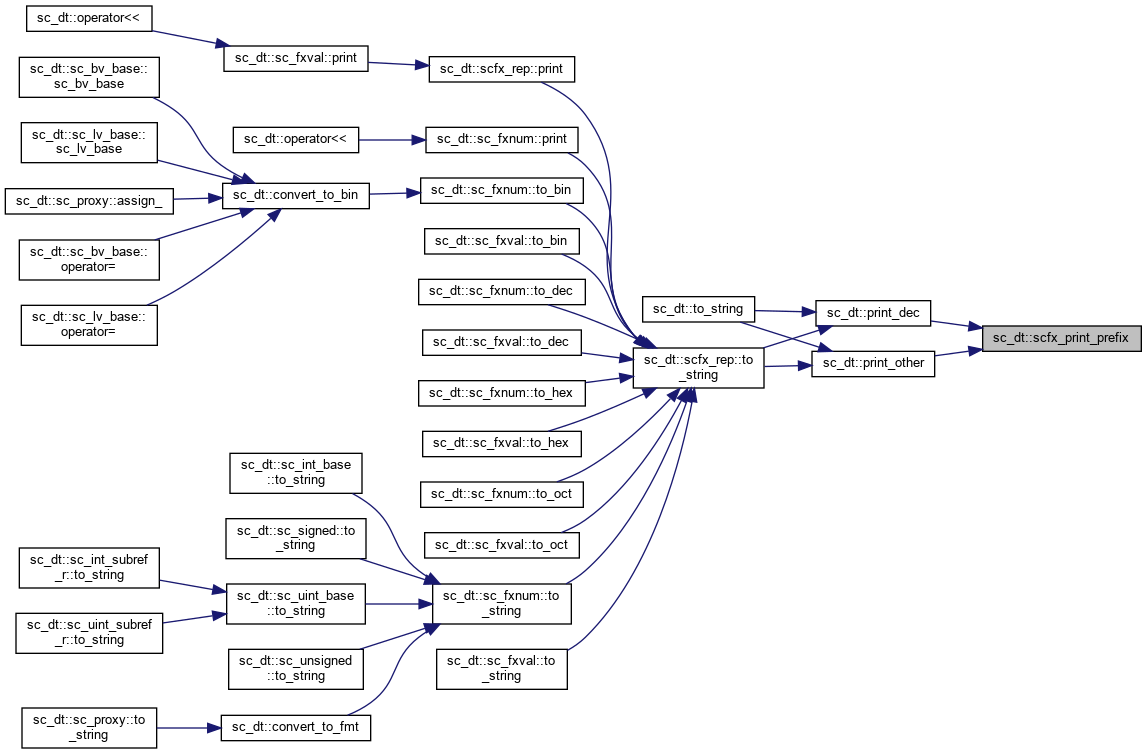 sc_dt::operator<<
sc_dt::sc_fxval::print
sc_dt::scfx_rep::print
sc_dt::sc_bv_base::
sc_bv_base
sc_dt::sc_lv_base::
sc_lv_base
sc_dt::operator<<
sc_dt::sc_fxnum::print
sc_dt::sc_proxy::assign_
sc_dt::convert_to_bin
sc_dt::sc_fxnum::to_bin
sc_dt::sc_bv_base::
operator=
sc_dt::sc_fxval::to_bin
sc_dt::sc_lv_base::
operator=
sc_dt::sc_fxnum::to_dec
sc_dt::sc_fxval::to_dec
sc_dt::sc_fxnum::to_hex
sc_dt::sc_fxval::to_hex
sc_dt::sc_fxnum::to_oct
sc_dt::sc_fxval::to_oct
sc_dt::to_string
sc_dt::scfx_rep::to
_string
sc_dt::print_dec
sc_dt::print_other
sc_dt::scfx_print_prefix
sc_dt::sc_int_base
::to_string
sc_dt::sc_signed::to
_string
sc_dt::sc_int_subref
_r::to_string
sc_dt::sc_uint_subref
_r::to_string
sc_dt::sc_uint_base
::to_string
sc_dt::sc_fxnum::to
_string
sc_dt::sc_unsigned
::to_string
sc_dt::sc_fxval::to
_string
sc_dt::sc_proxy::to
_string
sc_dt::convert_to_fmt